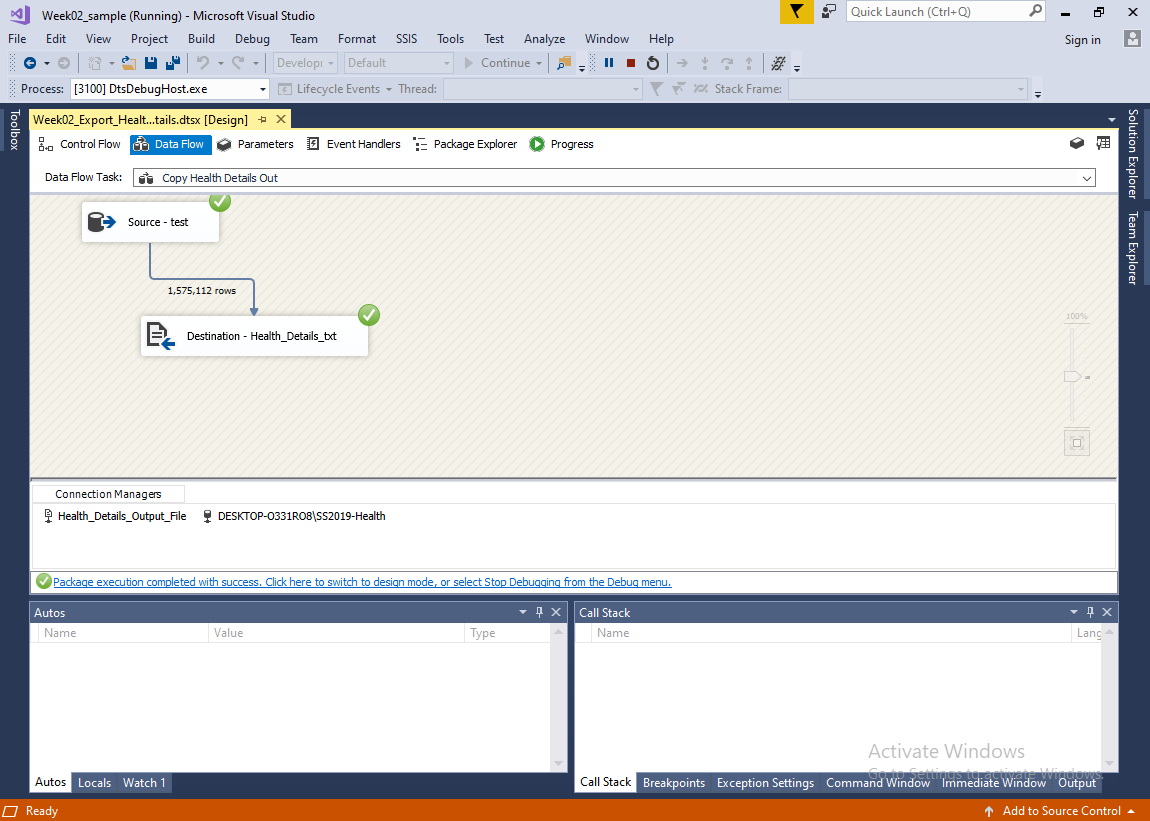 Week02_sample (Running) - Microsoft Visual Studio
Quick Launch (Ctrl+Q)
File Edit View Project Build Debug Team Format SSIS Tools Test Analyze Window Help
Sign in
Developi Default Continue
Process: [3100] DtsDebugHost.exe Lifecycle Events Thread: Stack Frame:
Toolbox
Week02_Export_Healt...tails.dtsx [Design]
Solution Explorer
Team Explorer
Control Flow Data Flow Parameters Event Handlers Package Explorer Progress
Data Flow Task: Copy Health Details Out
Source - test
1,575,112 rows
Destination - Health_Details_txt
100%
Connection Managers
Health_Details_Output_File DESKTOP-O331RO8\SS2019-Health
Package execution completed with success. Click here to switch to design mode, or select Stop Debugging from the Debug menu.
Autos
Name Value Type
Call Stack
Name Lang
Activate Windows
Go to Settings to activate Windows.
Autos Locals Watch 1
Call Stack Breakpoints Exception Settings Command Window Immediate Window Output
Ready
Add to Source Control